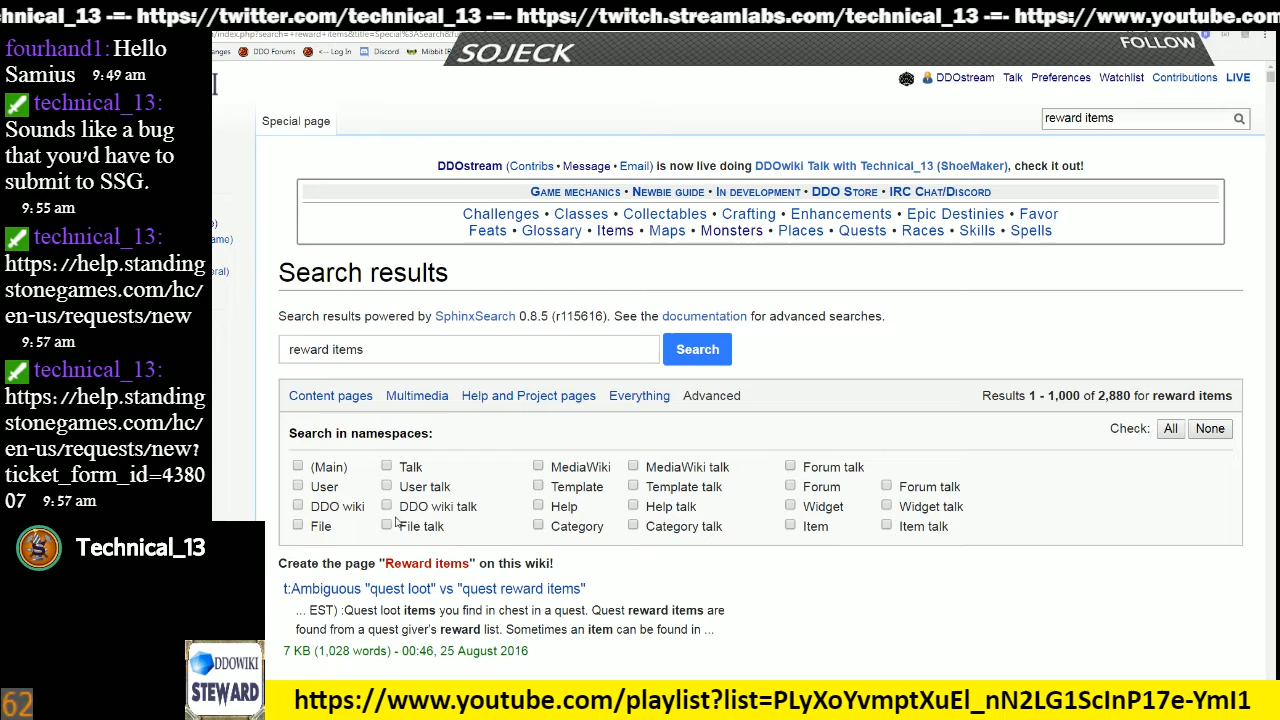 nnical_13 -=- https://twitter.com/technical_13 -=- https://twitch.streamlabs.com/technical_13 -=- https://www.youtube.com
fourhand1: Hello
Samius 9:49 am
technical_13:
Sounds like a bug
that you'd have to
submit to SSG.
9:55 am
technical_13:
https://help.standing
stonegames.com/hc/
en-us/requests/new
9:57 am
technical_13:
https://help.standing
stonegames.com/hc/
en-us/requests/new?
ticket_form_id=4380
07 9:57 am
Technical_13
DDOWIKI
STEWARD
62
DDO Forums
<-- Log In
Discord
SOJECK
FOLLOW
DDOstream Talk Preferences Watchlist Contributions LIVE
Special page
reward items
DDOstream (Contribs • Message • Email) is now live doing DDOwiki Talk with Technical_13 (ShoeMaker), check it out!
Game mechanics • Newbie guide • In development • DDO Store • IRC Chat/Discord
Challenges • Classes • Collectables • Crafting • Enhancements • Epic Destinies • Favor
Feats • Glossary • Items • Maps • Monsters • Places • Quests • Races • Skills • Spells
Search results
Search results powered by SphinxSearch 0.8.5 (r115616). See the documentation for advanced searches.
reward items
Search
Content pages Multimedia Help and Project pages Everything Advanced
Results 1 - 1,000 of 2,880 for reward items
Search in namespaces:
Check: All None
(Main) Talk MediaWiki MediaWiki talk Forum talk
User User talk Template Template talk Forum Forum talk
DDO wiki DDO wiki talk Help Help talk Widget Widget talk
File File talk Category Category talk Item Item talk
Create the page "Reward items" on this wiki!
t:Ambiguous "quest loot" vs "quest reward items"
... EST) :Quest loot items you find in chest in a quest. Quest reward items are
found from a quest giver's reward list. Sometimes an item can be found in ...
7 KB (1,028 words) - 00:46, 25 August 2016
https://www.youtube.com/playlist?list=PLyXoYvmptXuEl_nN2LG1ScInP17e-YmI1